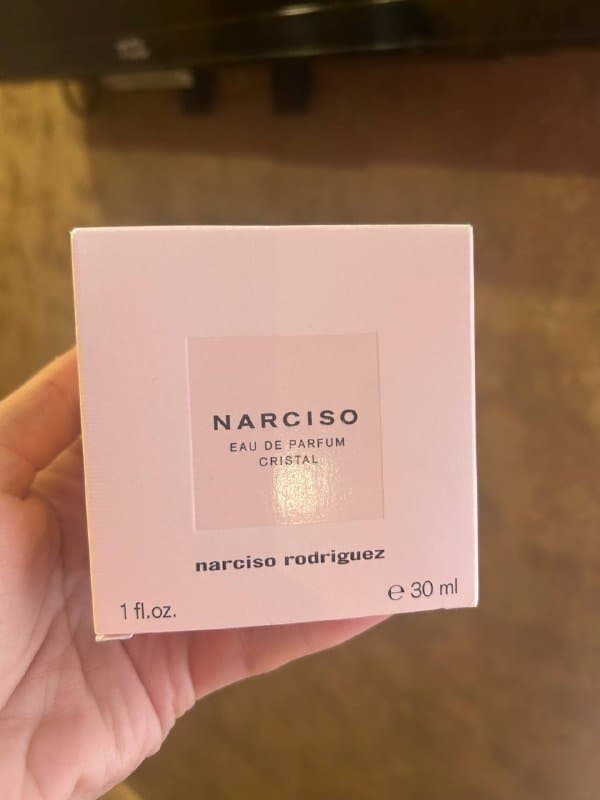 NARCISO
EAU DE PARFUM
CRISTAL
narciso rodriguez
1 fl.oz.
℮ 30 ml